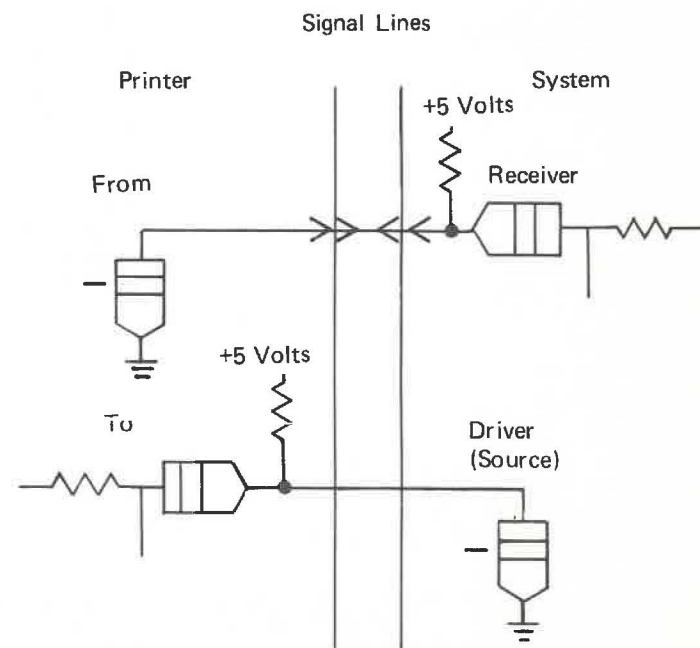 Signal Lines
Printer
System
+5 Volts
From
Receiver
+5 Volts
To
Driver
(Source)